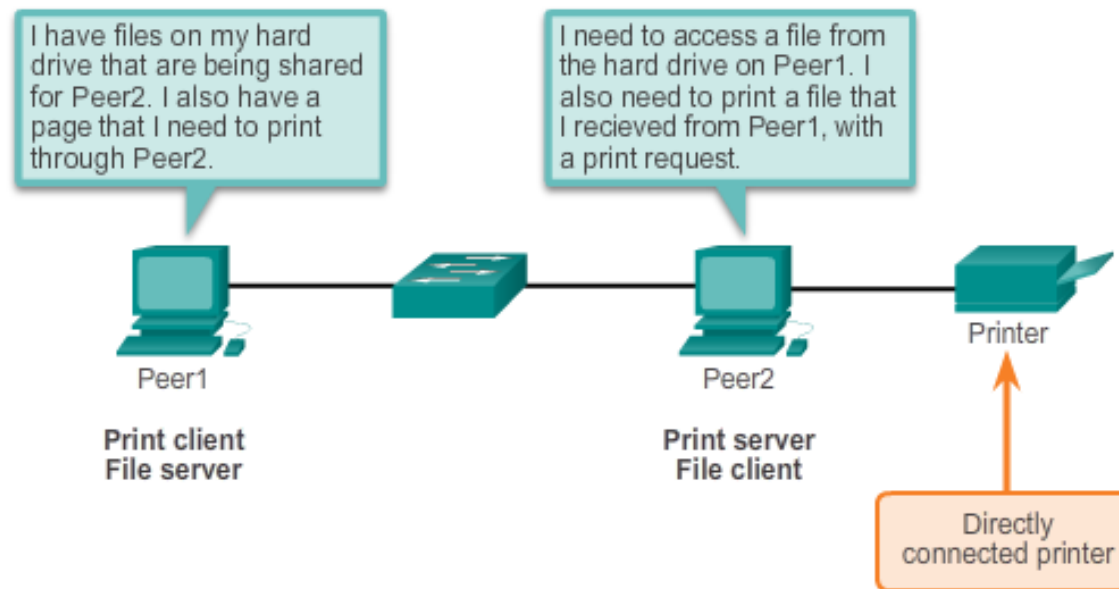 I have files on my hard
drive that are being shared
for Peer2. I also have a
page that I need to print
through Peer2.
I need to access a file from
the hard drive on Peer1. I
also need to print a file that
I recieved from Peer1, with
a print request.
Peer1
Print client
File server
Peer2
Print server
File client
Printer
Directly
connected printer